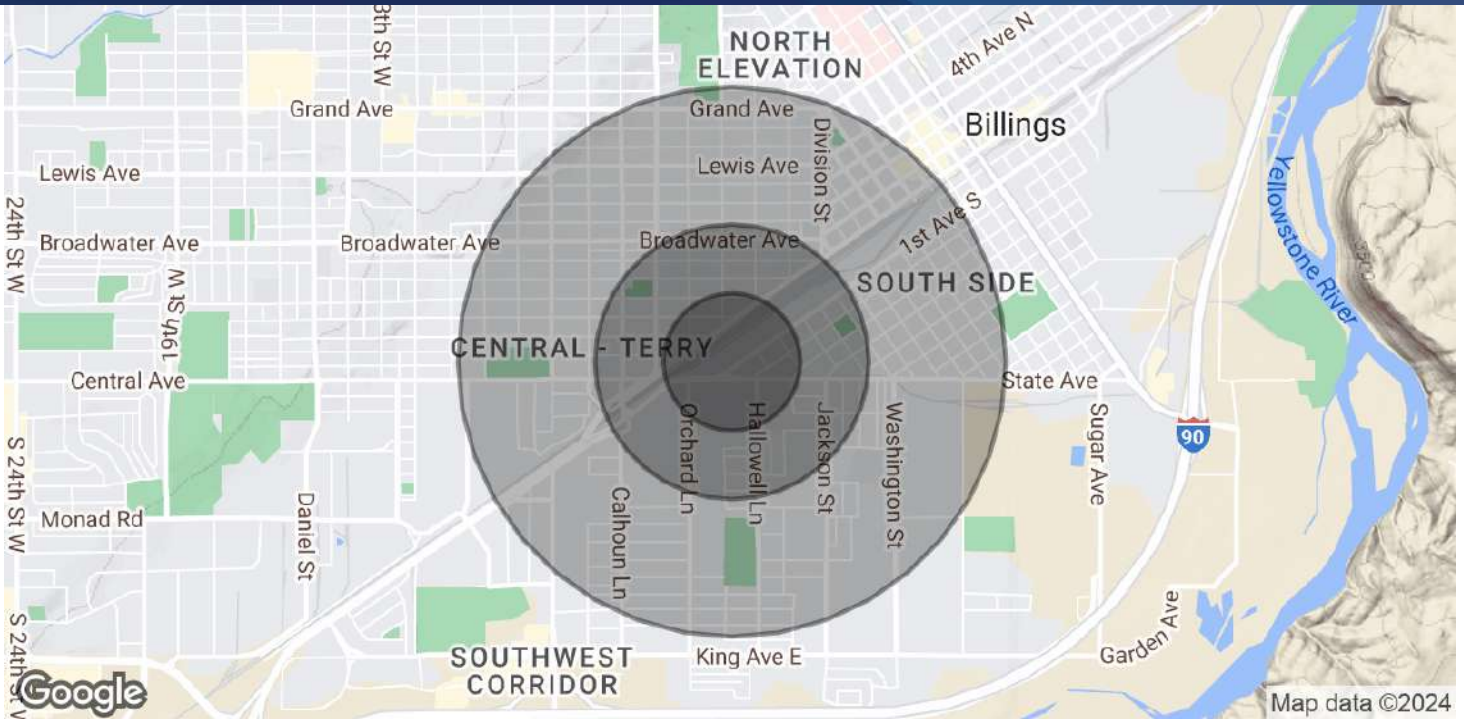 8th St W
NORTH
ELEVATION
4th Ave N
Grand Ave
Grand Ave
Division St
Billings
Lewis Ave
Lewis Ave
Yellowstone River
24th St W
Broadwater Ave
Broadwater Ave
Broadwater Ave
1st Ave S
SOUTH SIDE
19th St W
CENTRAL - TERRY
Central Ave
State Ave
Orchard Ln
Hallowell Ln
Jackson St
Washington St
Sugar Ave
90
S 24th St W
Monad Rd
Daniel St
Calhoun Ln
Garden Ave
S 24th St W
SOUTHWEST
CORRIDOR
King Ave E
Google
Map data ©2024